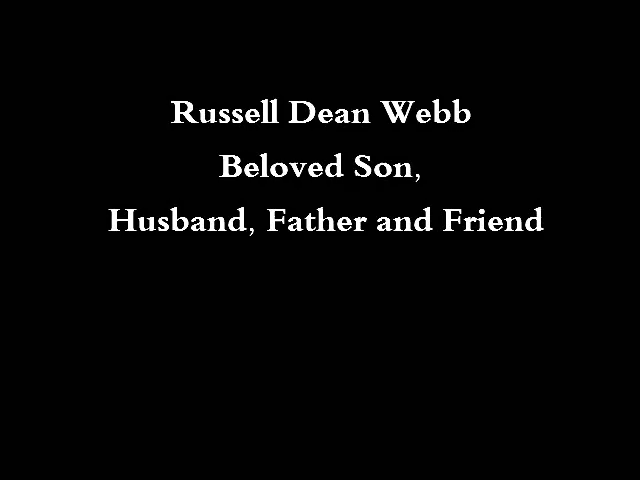 Russell Dean Webb
Beloved Son,
Husband, Father and Friend